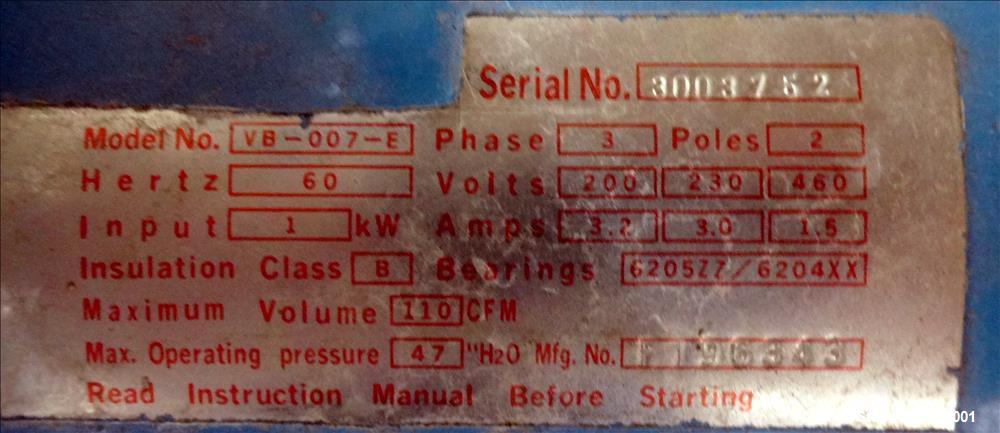 Serial No. 3003752
Model No. VB-007-E Phase 3 Poles 2
Hertz 60 Volts 200 230 460
Input 1 kW Amps 3.2 3.0 1.5
Insulation Class B Bearings 6205ZZ/6204XX
Maximum Volume 110 CFM
Max. Operating pressure 47 "H2O Mfg. No.
Read Instruction Manual Before Starting